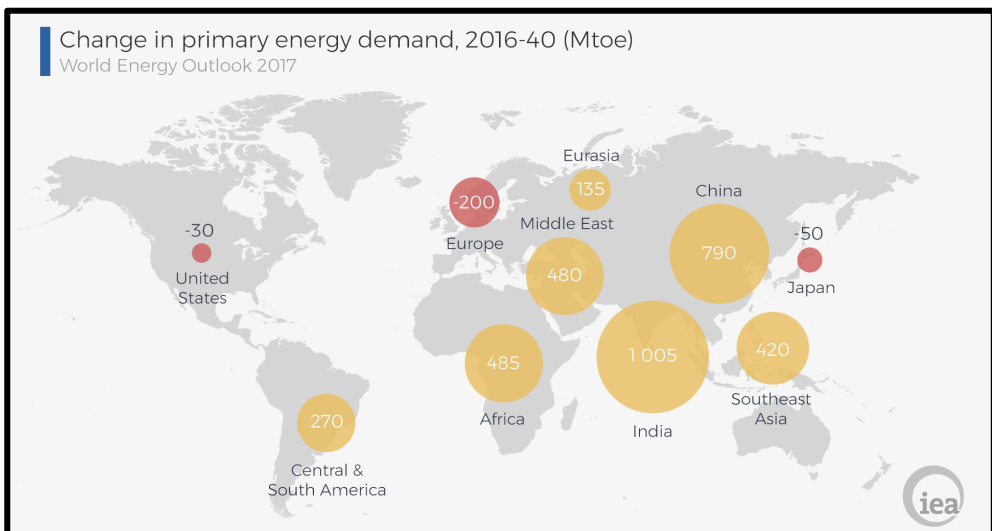 Change in primary energy demand, 2016-40 (Mtoe)
World Energy Outlook 2017
Eurasia
135
China
790
-200
Europe
Middle East
480
-30
United
States
-50
Japan
1 005
India
420
Southeast
Asia
485
Africa
270
Central &
South America
iea